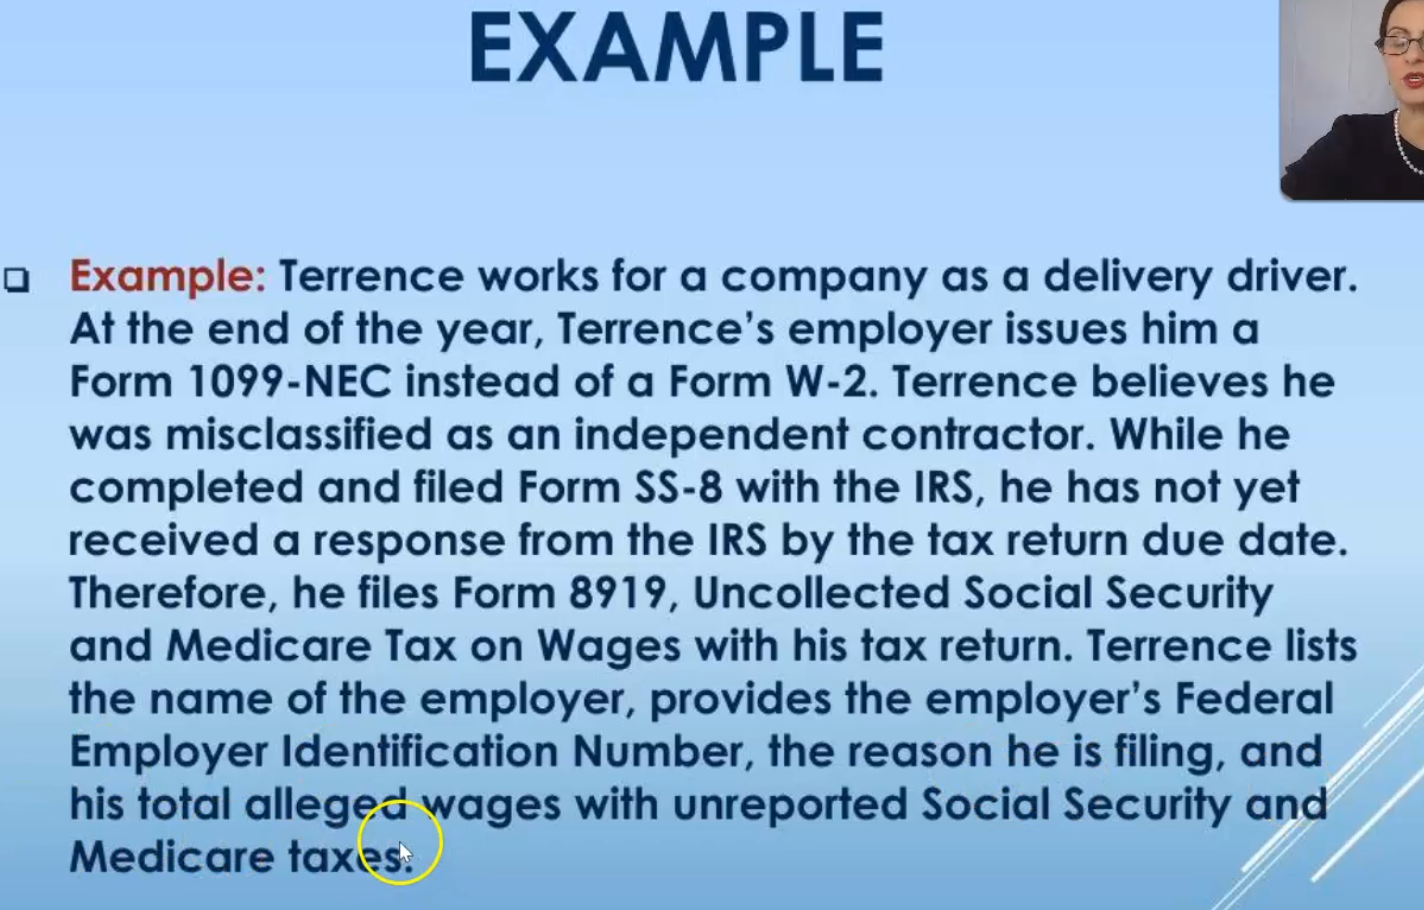 EXAMPLE
Example: Terrence works for a company as a delivery driver.
At the end of the year, Terrence's employer issues him a
Form 1099-NEC instead of a Form W-2. Terrence believes he
was misclassified as an independent contractor. While he
completed and filed Form SS-8 with the IRS, he has not yet
received a response from the IRS by the tax return due date.
Therefore, he files Form 8919, Uncollected Social Security
and Medicare Tax on Wages with his tax return. Terrence lists
the name of the employer, provides the employer's Federal
Employer Identification Number, the reason he is filing, and
his total alleged wages with unreported Social Security and
Medicare taxes.